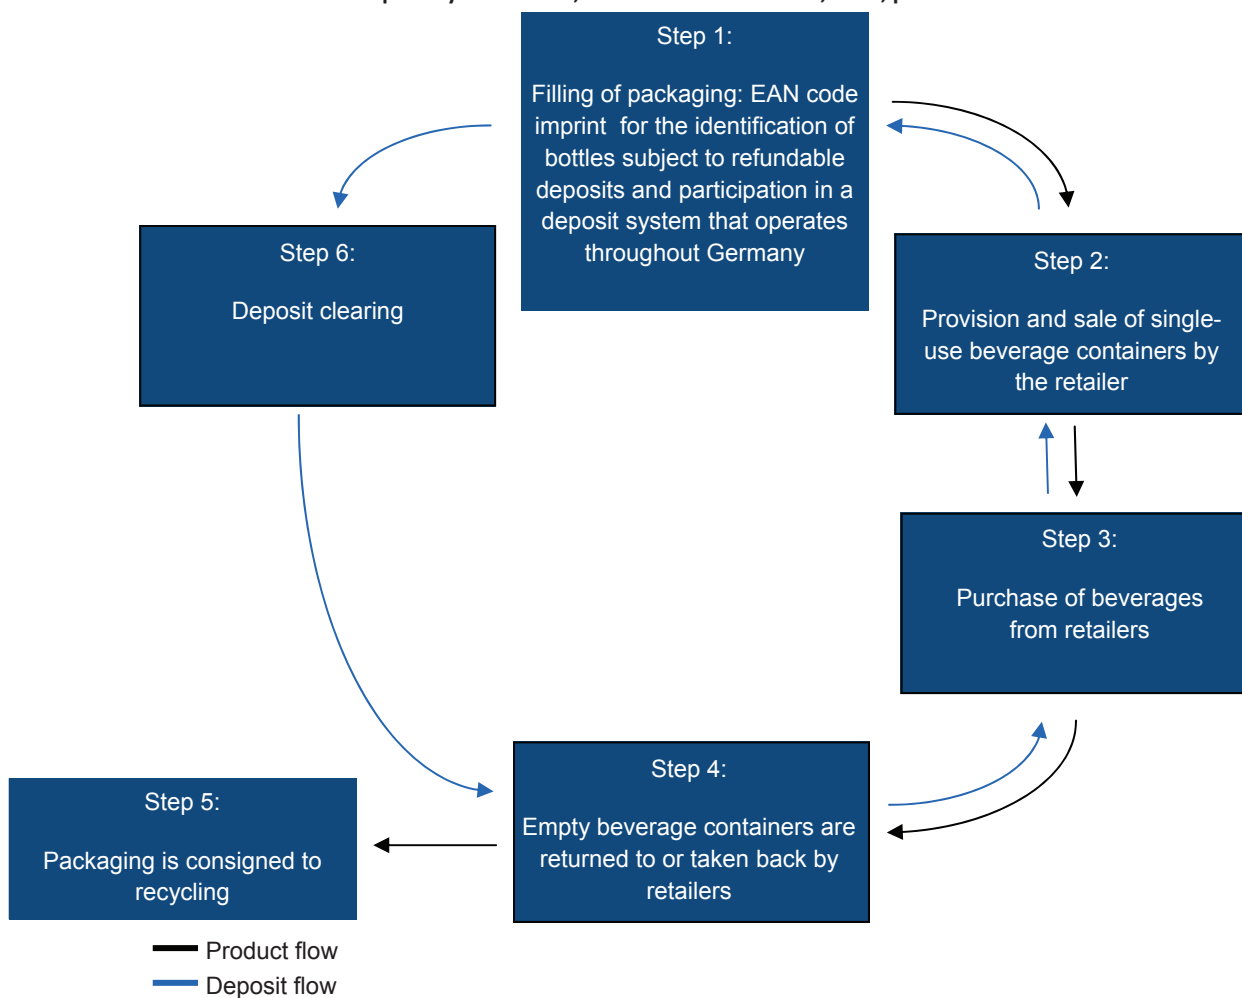 Step 1:
Filling of packaging: EAN code
imprint for the identification of
bottles subject to refundable
deposits and participation in a
deposit system that operates
throughout Germany
Step 6:
Deposit clearing
Step 2:
Provision and sale of single-
use beverage containers by
the retailer
Step 3:
Purchase of beverages
from retailers
Step 4:
Empty beverage containers are
returned to or taken back by
retailers
Step 5:
Packaging is consigned to
recycling
Product flow
Deposit flow